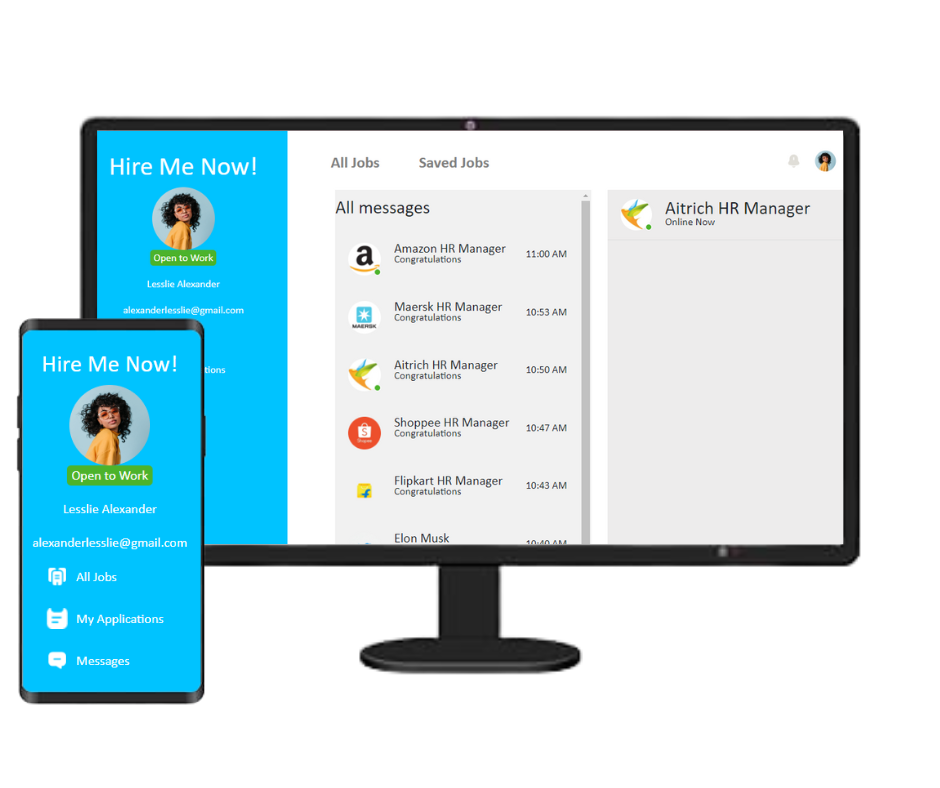 Hire Me Now!
Open to Work
Lesslie Alexander
alexanderlesslie@gmail.com
tions
All Jobs
Saved Jobs
All messages
Amazon HR Manager
Congratulations
11:00 AM
Maersk HR Manager
Congratulations
10:53 AM
MAERSK
Aitrich HR Manager
Congratulations
10:50 AM
Shoppee HR Manager
Congratulations
10:47 AM
Flipkart HR Manager
Congratulations
10:43 AM
Elon Musk
10:40 AM
Aitrich HR Manager
Online Now
Hire Me Now!
Open to Work
Lesslie Alexander
alexanderlesslie@gmail.com
All Jobs
My Applications
Messages